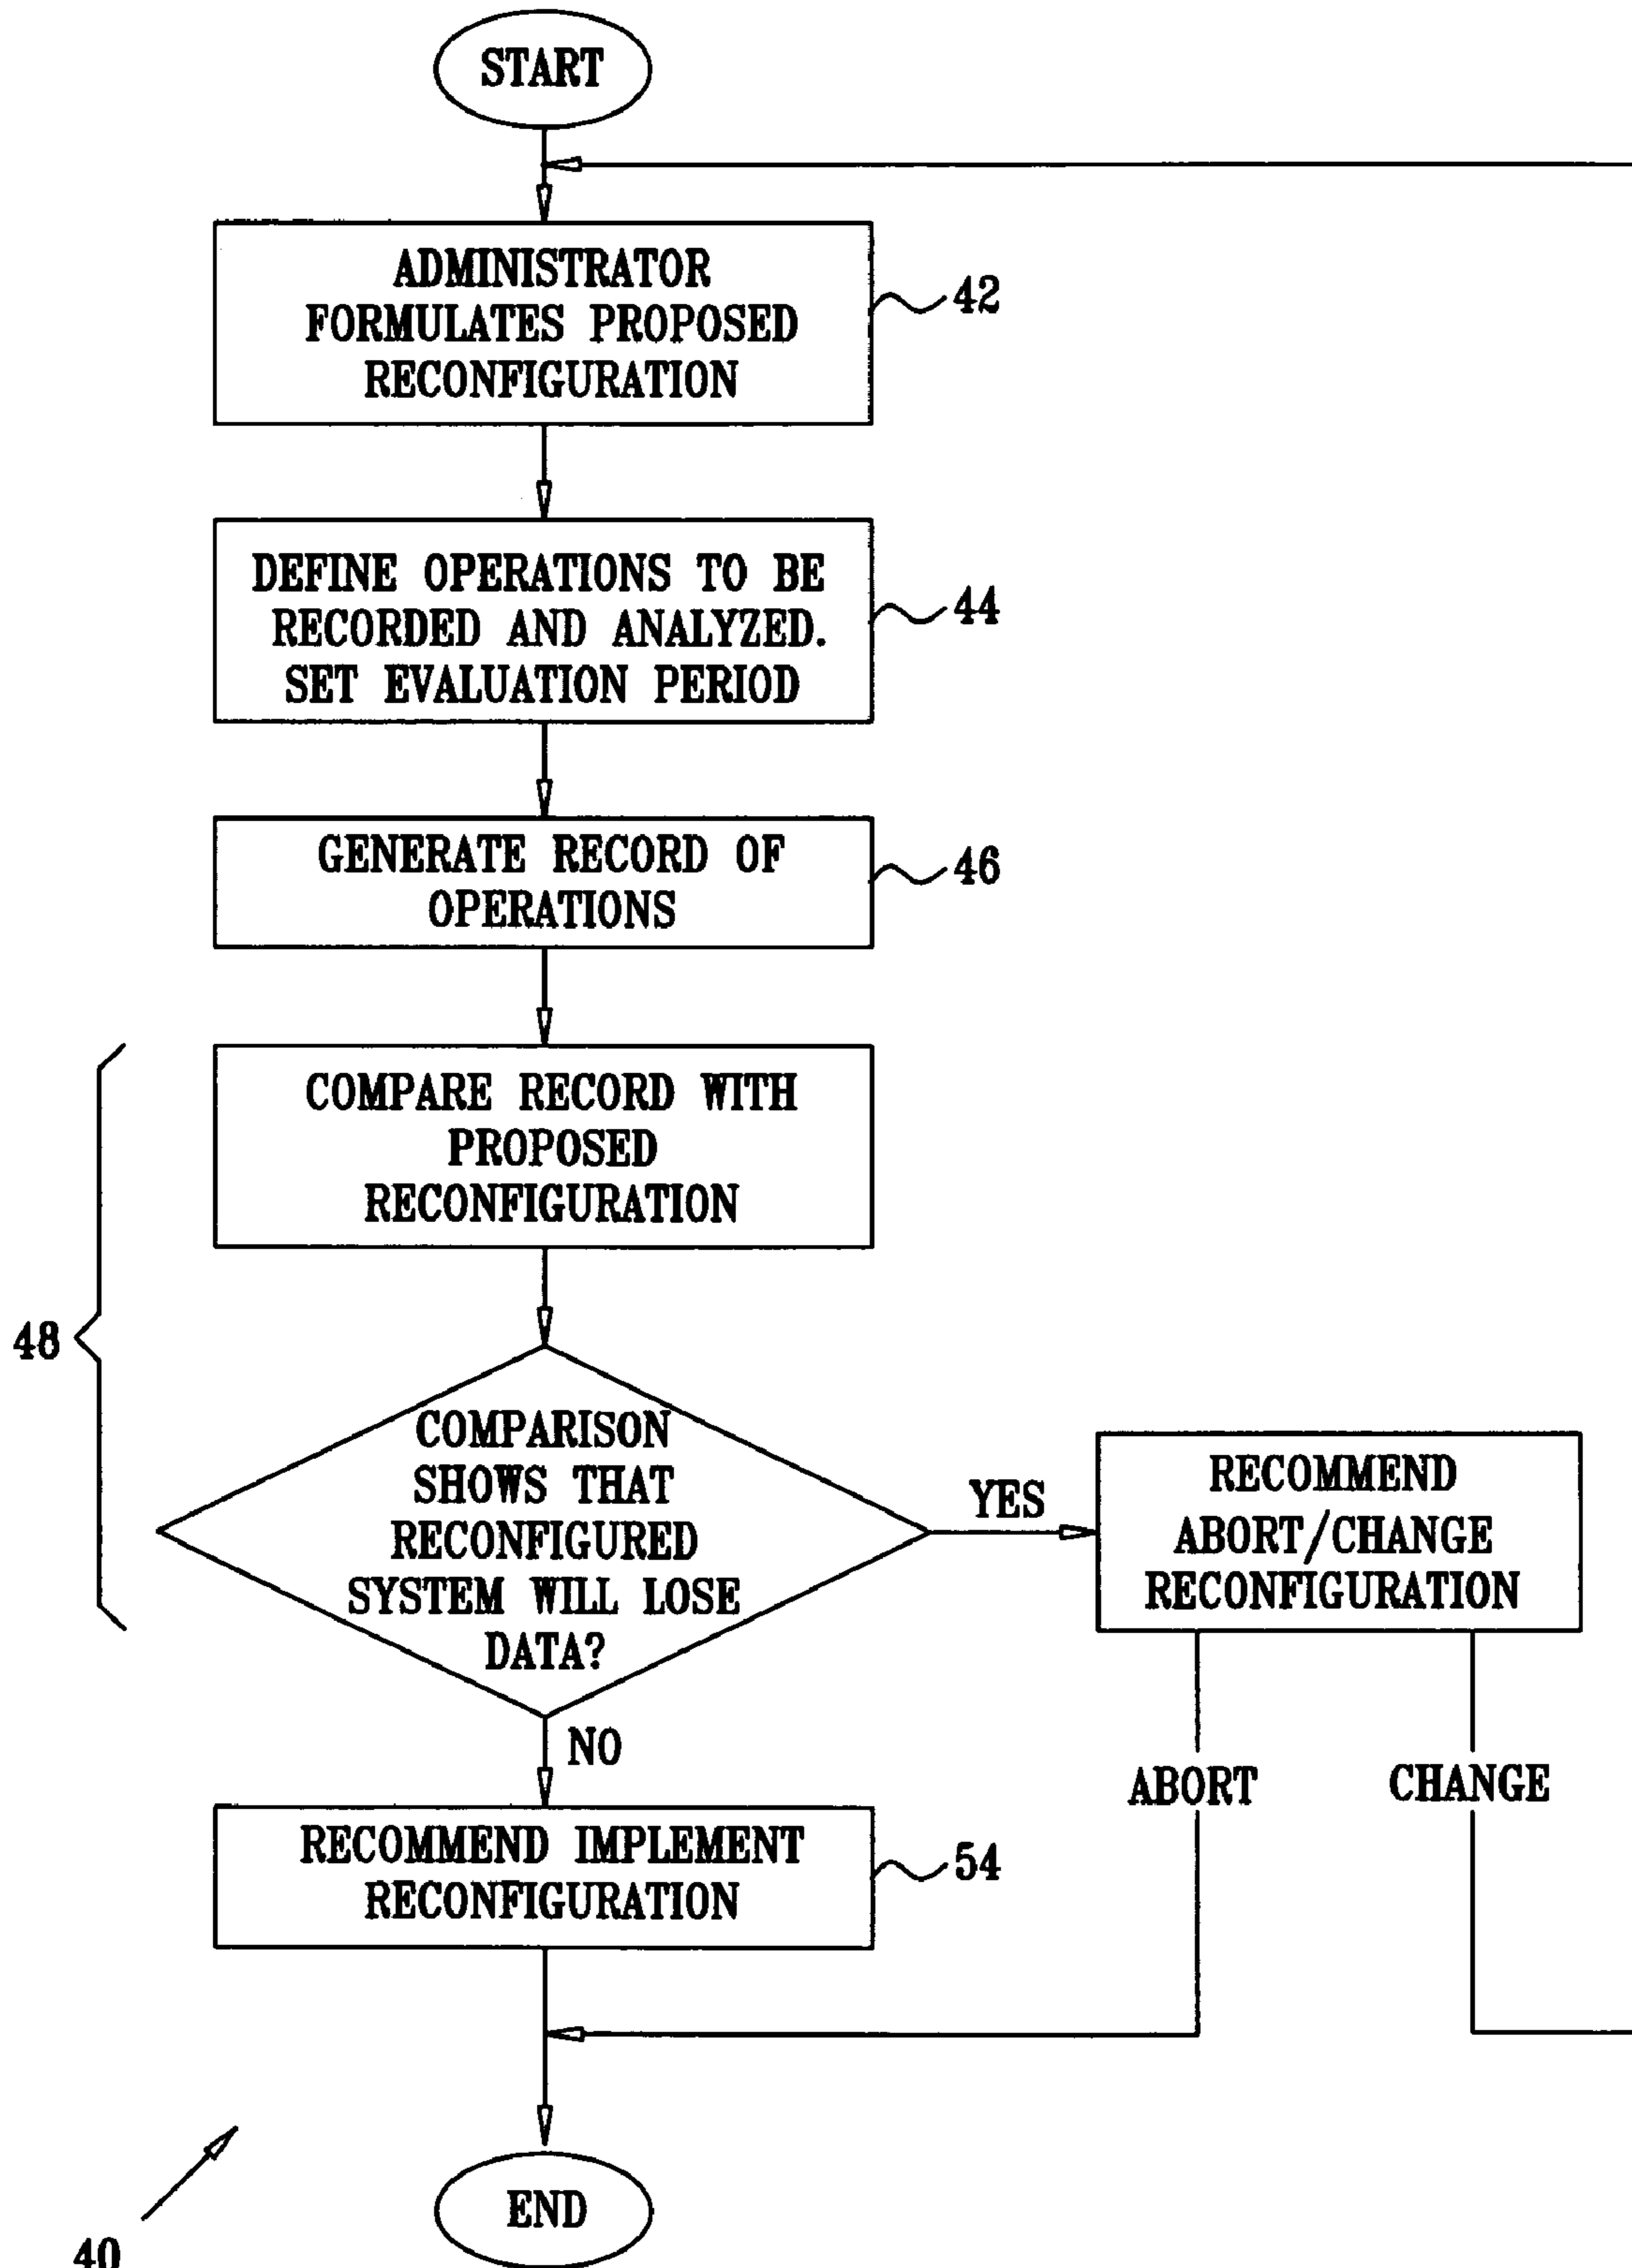 START
ADMINISTRATOR
FORMULATES PROPOSED
RECONFIGURATION
42
DEFINE OPERATIONS TO BE
RECORDED AND ANALYZED.
SET EVALUATION PERIOD
44
GENERATE RECORD OF
OPERATIONS
46
COMPARE RECORD WITH
PROPOSED
RECONFIGURATION
48
COMPARISON
SHOWS THAT
RECONFIGURED
SYSTEM WILL LOSE
DATA?
YES
RECOMMEND
ABORT/CHANGE
RECONFIGURATION
NO
ABORT
CHANGE
RECOMMEND IMPLEMENT
RECONFIGURATION
54
END
40